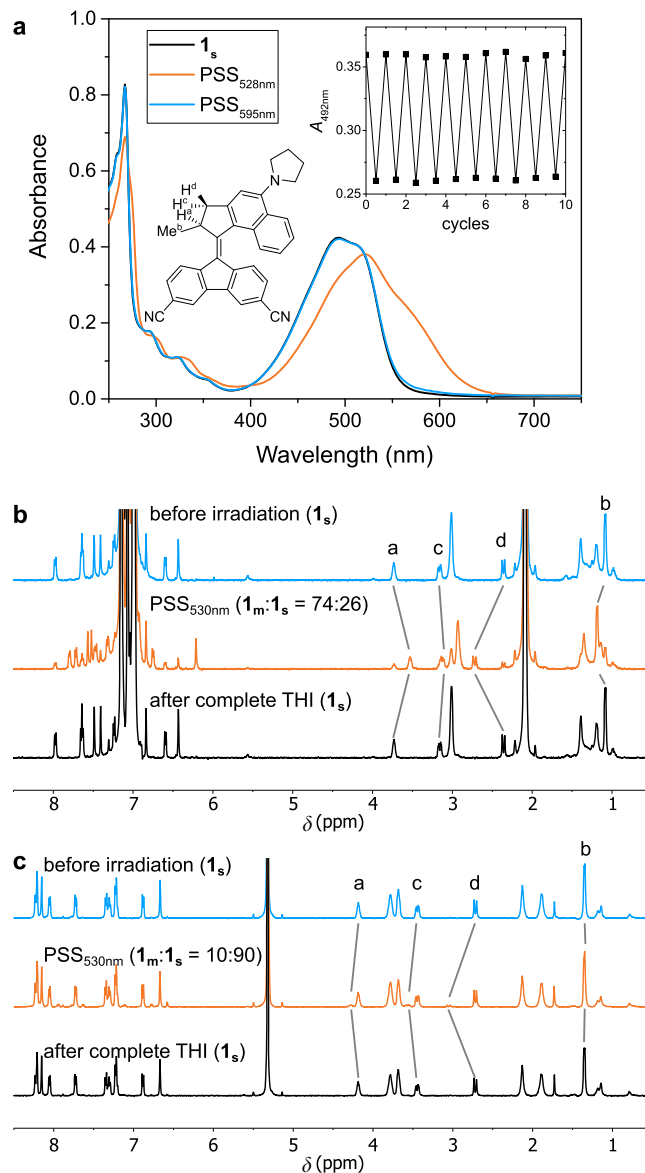 a
1s
PSS528nm
PSS595nm
Absorbance
1.0
0.8
0.6
0.4
0.2
0.0
300
400
500
600
700
Wavelength (nm)
A492nm
0.35
0.30
0.25
0 2 4 6 8 10
cycles
N
Hd
Hc
Ha
Meb
NC
CN
b
before irradiation (1s)
a
c
d
b
PSS530nm (1m:1s = 74:26)
after complete THI (1s)
8 7 6 5 4 3 2 1
δ (ppm)
c
before irradiation (1s)
a
c
d
b
PSS530nm (1m:1s = 10:90)
after complete THI (1s)
8 7 6 5 4 3 2 1
δ (ppm)